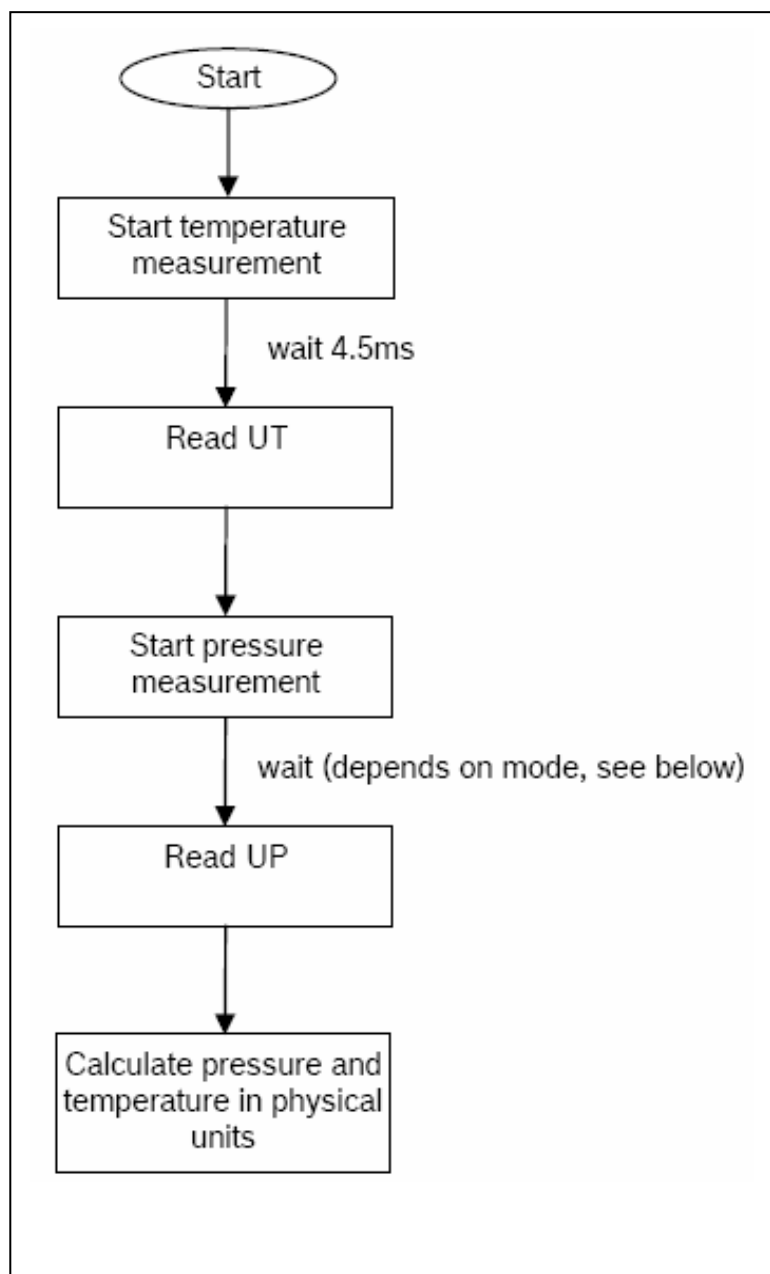 Start
Start temperature
measurement
wait 4.5ms
Read UT
Start pressure
measurement
wait (depends on mode, see below)
Read UP
Calculate pressure and
temperature in physical
units